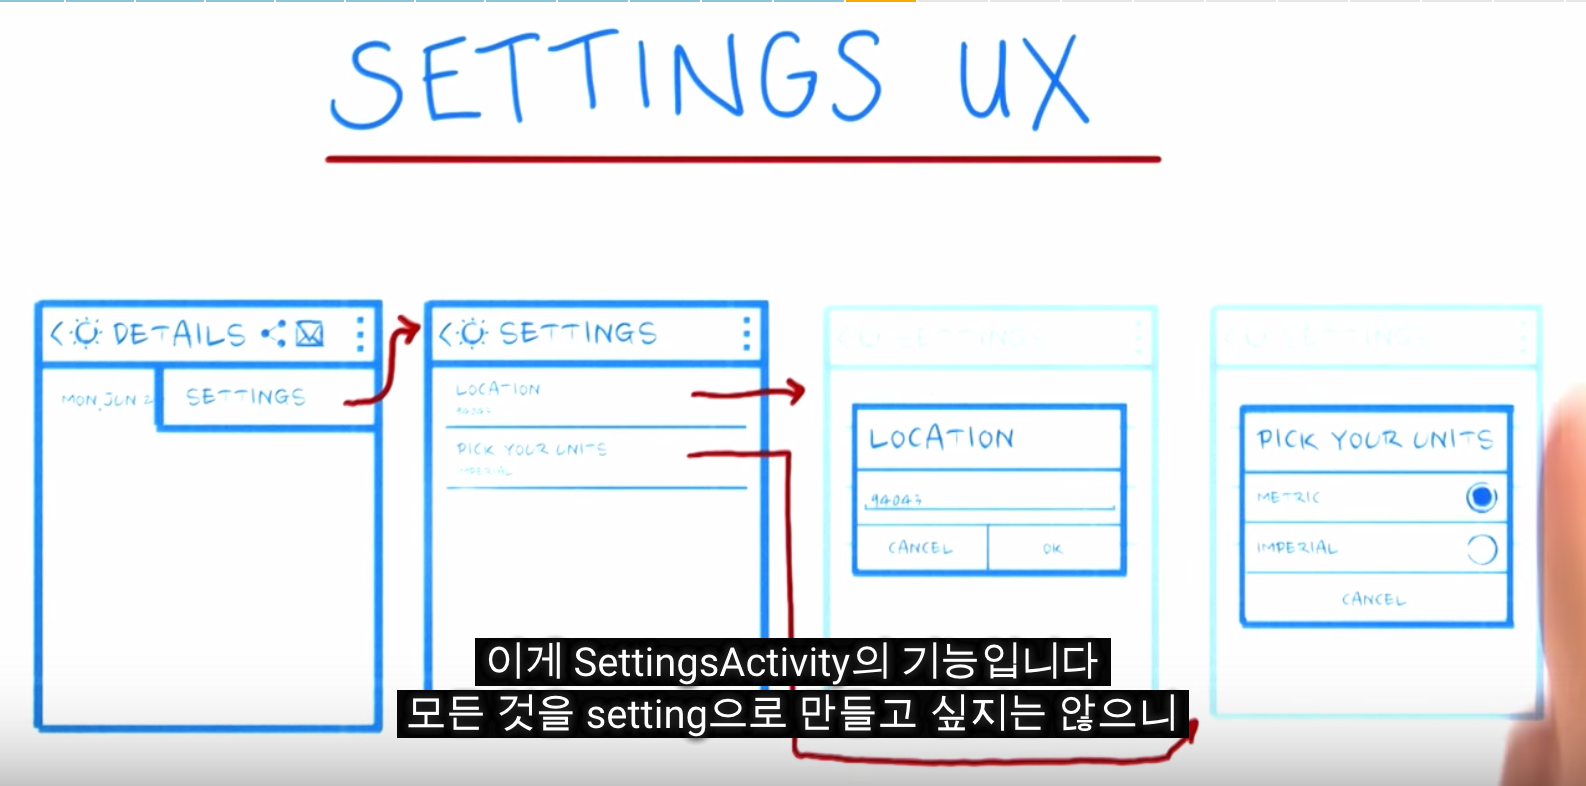 SETTINGS UX
< DETAILS
MON, JUN 2
SETTINGS
< SETTINGS
LOCATION
94043
PICK YOUR UNITS
IMPERIAL
SETTINGS
LOCATION
94043
CANCEL
OK
SETTINGS
PICK YOUR UNITS
METRIC
IMPERIAL
CANCEL
이게 SettingsActivity의 기능입니다
모든 것을 setting으로 만들고 싶지는 않으니